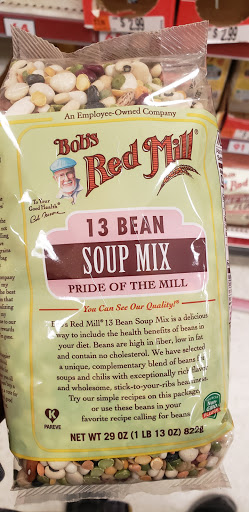 $ 2.99
$ 2.99
An Employee-Owned Company
Bob's
Red Mill
To Your
Good Health
Bob Moore
13 BEAN
SOUP MIX
PRIDE OF THE MILL
You Can See Our Quality!
Bob's Red Mill® 13 Bean Soup Mix is a delicious
way to include the health benefits of beans in
your diet. Beans are high in fiber, low in fat
and contain no cholesterol. We have selected
a unique, complementary blend of beans for
soups and chilis with exceptionally rich flavor
and wholesome, stick-to-your-ribs heartiness.
Try our simple recipes on this package
or use these beans in your
favorite recipe calling for beans.
K
PAREVE
NET WT 29 OZ (1 LB 13 OZ) 822g